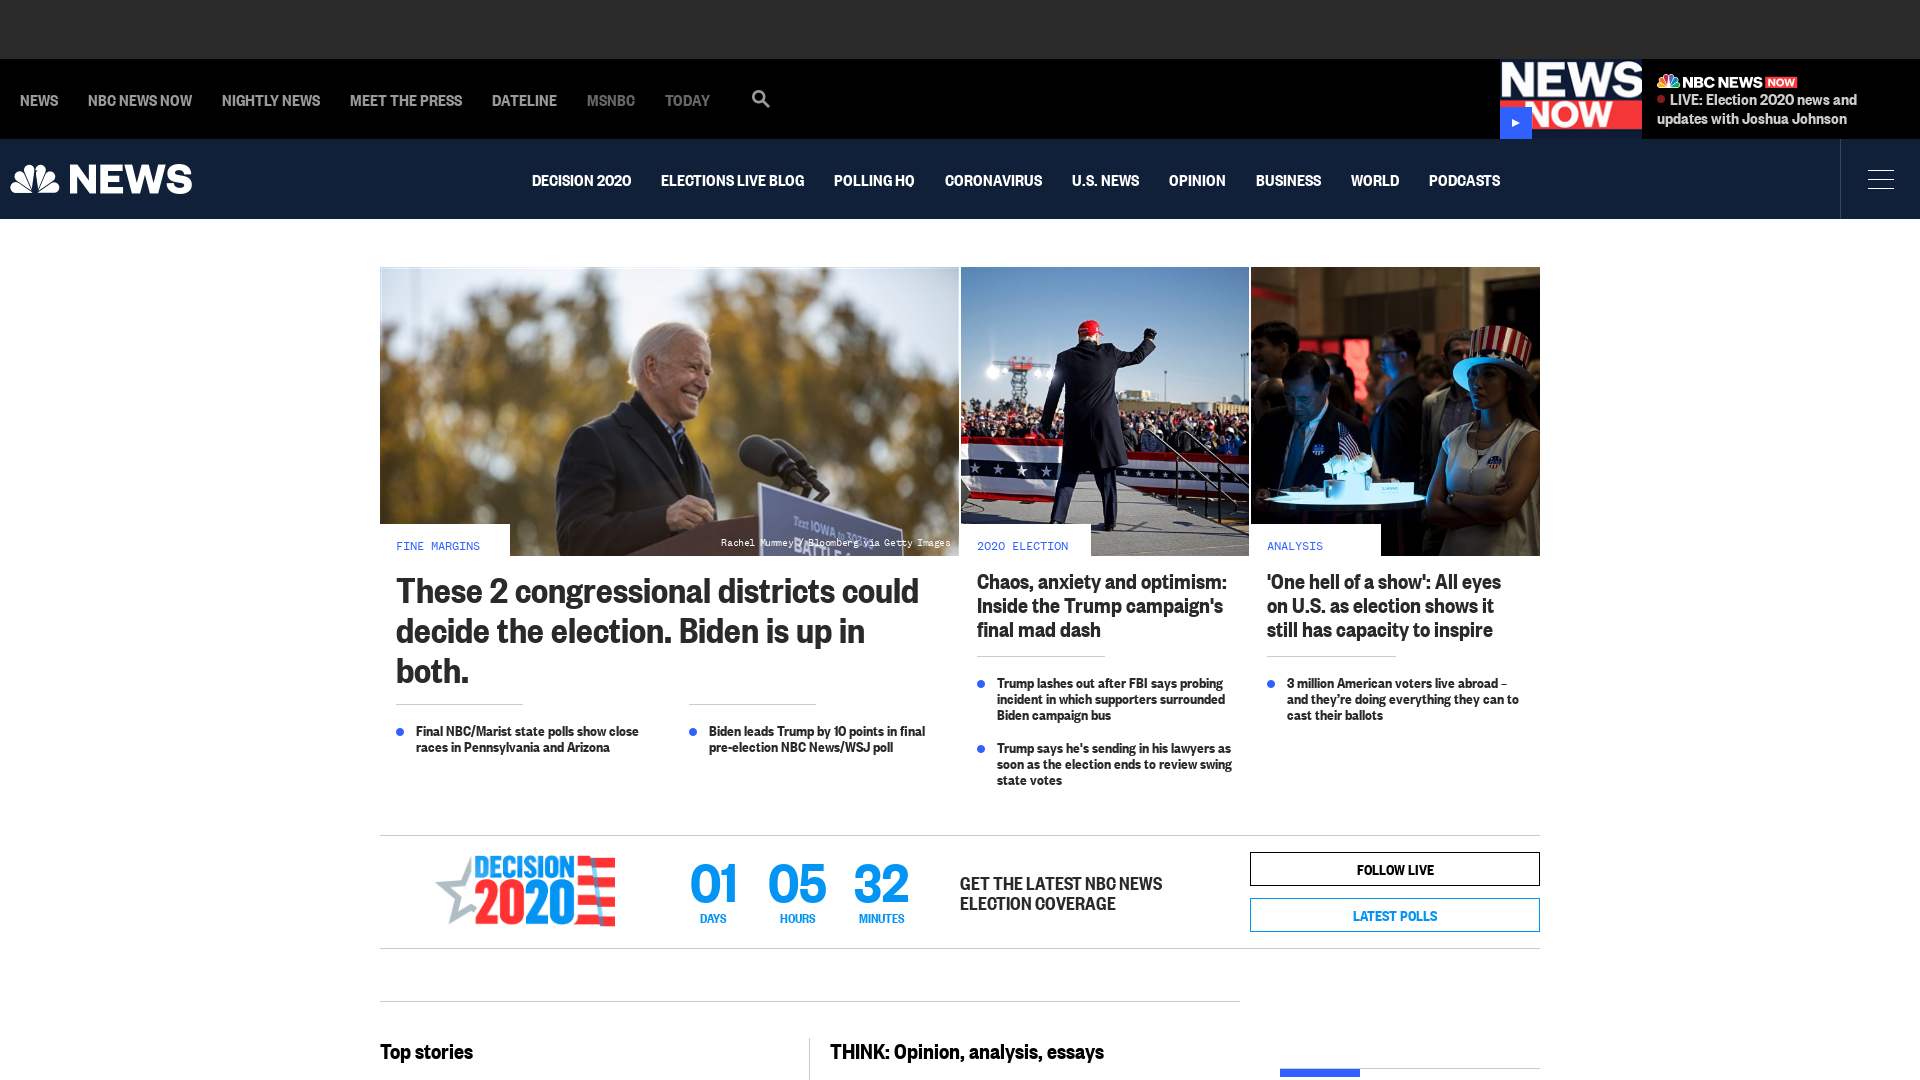 NEWS NBC NEWS NOW NIGHTLY NEWS MEET THE PRESS DATELINE MSNBC TODAY
NEWS
NOW
NBC NEWS NOW
LIVE: Election 2020 news and
updates with Joshua Johnson
NEWS
DECISION 2020 ELECTIONS LIVE BLOG POLLING HQ CORONAVIRUS U.S. NEWS OPINION BUSINESS WORLD PODCASTS
Text IOWA to 30330
BATTLE
Rachel Mummey / Bloomberg via Getty Images
FINE MARGINS
These 2 congressional districts could
decide the election. Biden is up in
both.
Final NBC/Marist state polls show close
races in Pennsylvania and Arizona
Biden leads Trump by 10 points in final
pre-election NBC News/WSJ poll
2020 ELECTION
Chaos, anxiety and optimism:
Inside the Trump campaign's
final mad dash
Trump lashes out after FBI says probing
incident in which supporters surrounded
Biden campaign bus
Trump says he's sending in his lawyers as
soon as the election ends to review swing
state votes
ANALYSIS
'One hell of a show': All eyes
on U.S. as election shows it
still has capacity to inspire
3 million American voters live abroad –
and they’re doing everything they can to
cast their ballots
DECISION
2020
01 05 32
DAYS HOURS MINUTES
GET THE LATEST NBC NEWS
ELECTION COVERAGE
FOLLOW LIVE
LATEST POLLS
Top stories
THINK: Opinion, analysis, essays